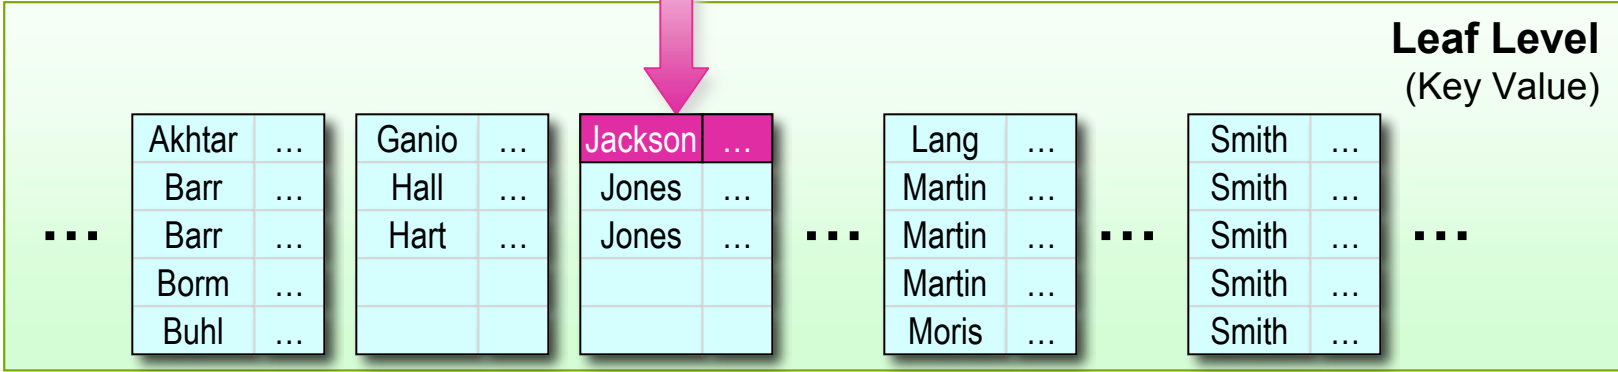 Leaf Level
(Key Value)
Akhtar … Ganio … Jackson … Lang … Smith …
Barr … Hall … Jones … Martin … Smith …
… Barr … Hart … Jones … … Martin … … Smith … …
Borm … Martin … Smith …
Buhl … Moris … Smith …